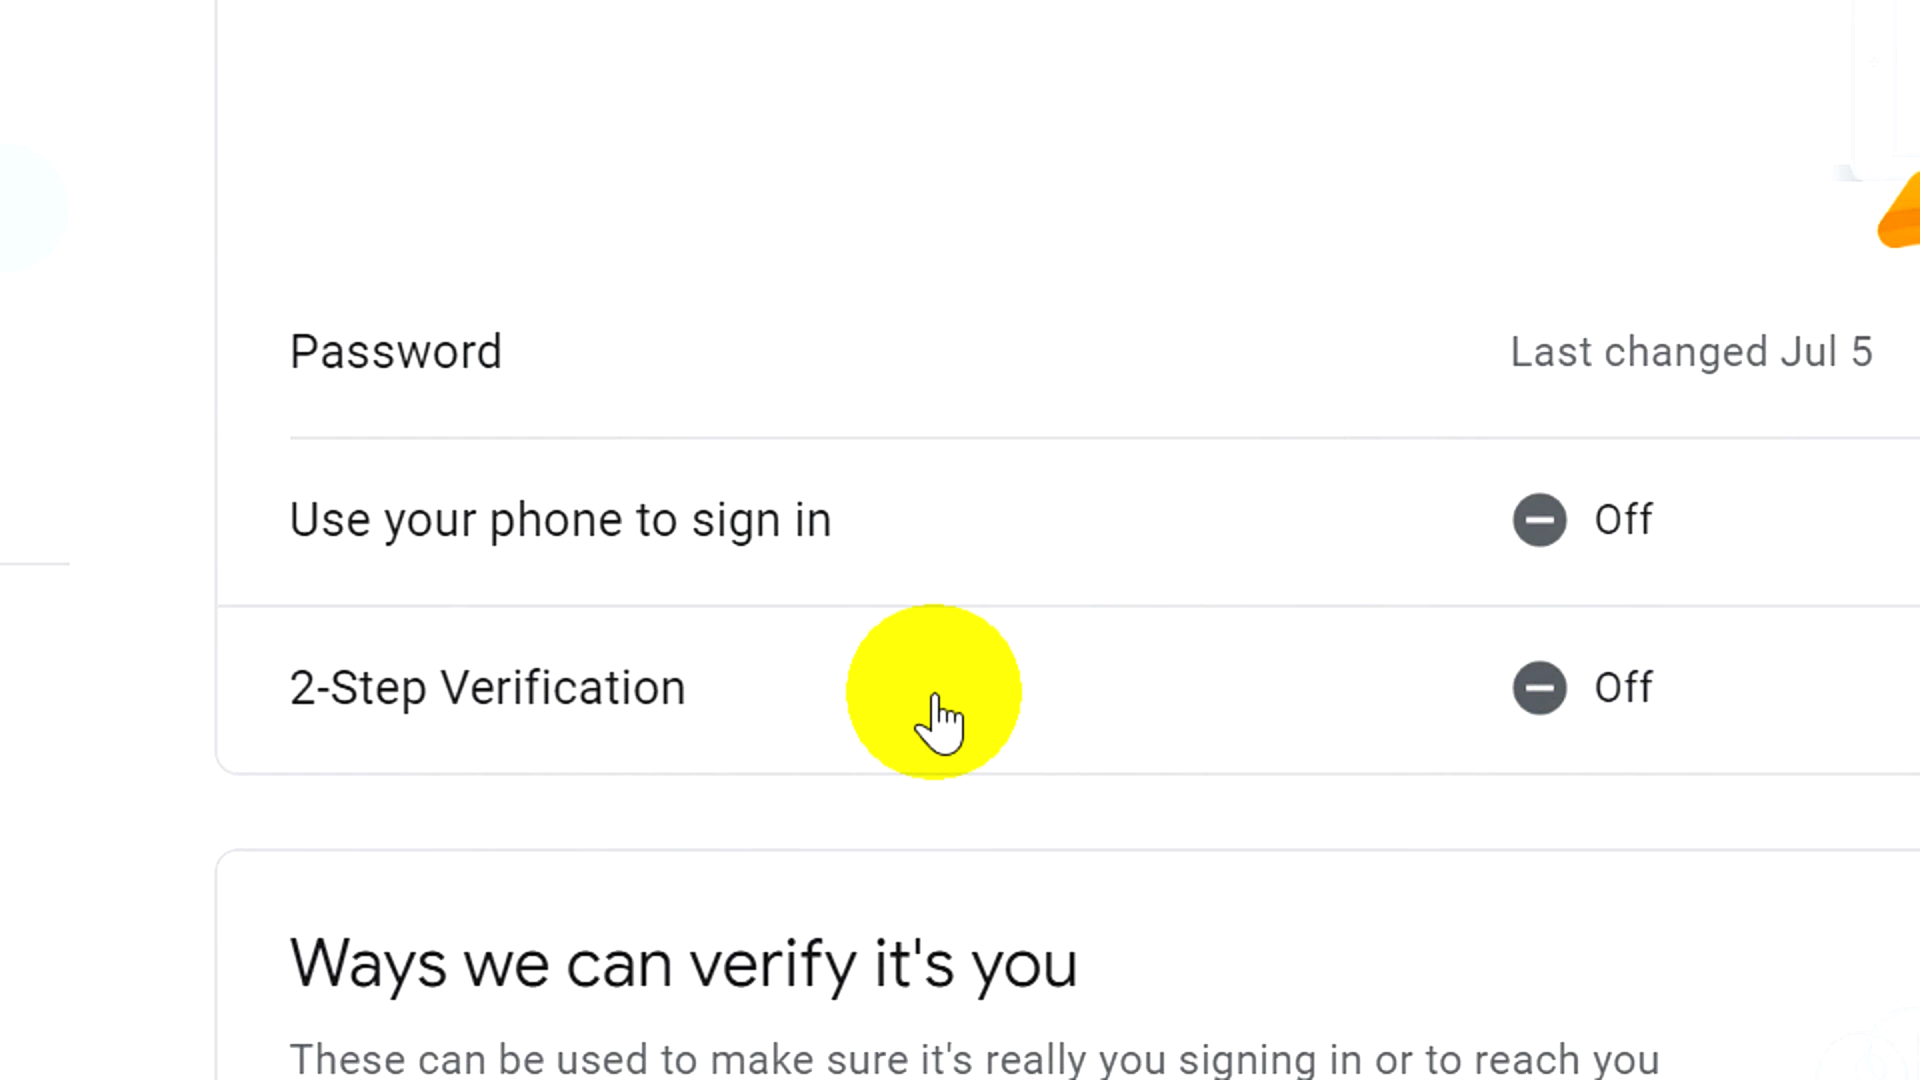 Password
Last changed Jul 5
Use your phone to sign in
Off
2-Step Verification
Off
Ways we can verify it's you
These can be used to make sure it's really you signing in or to reach you